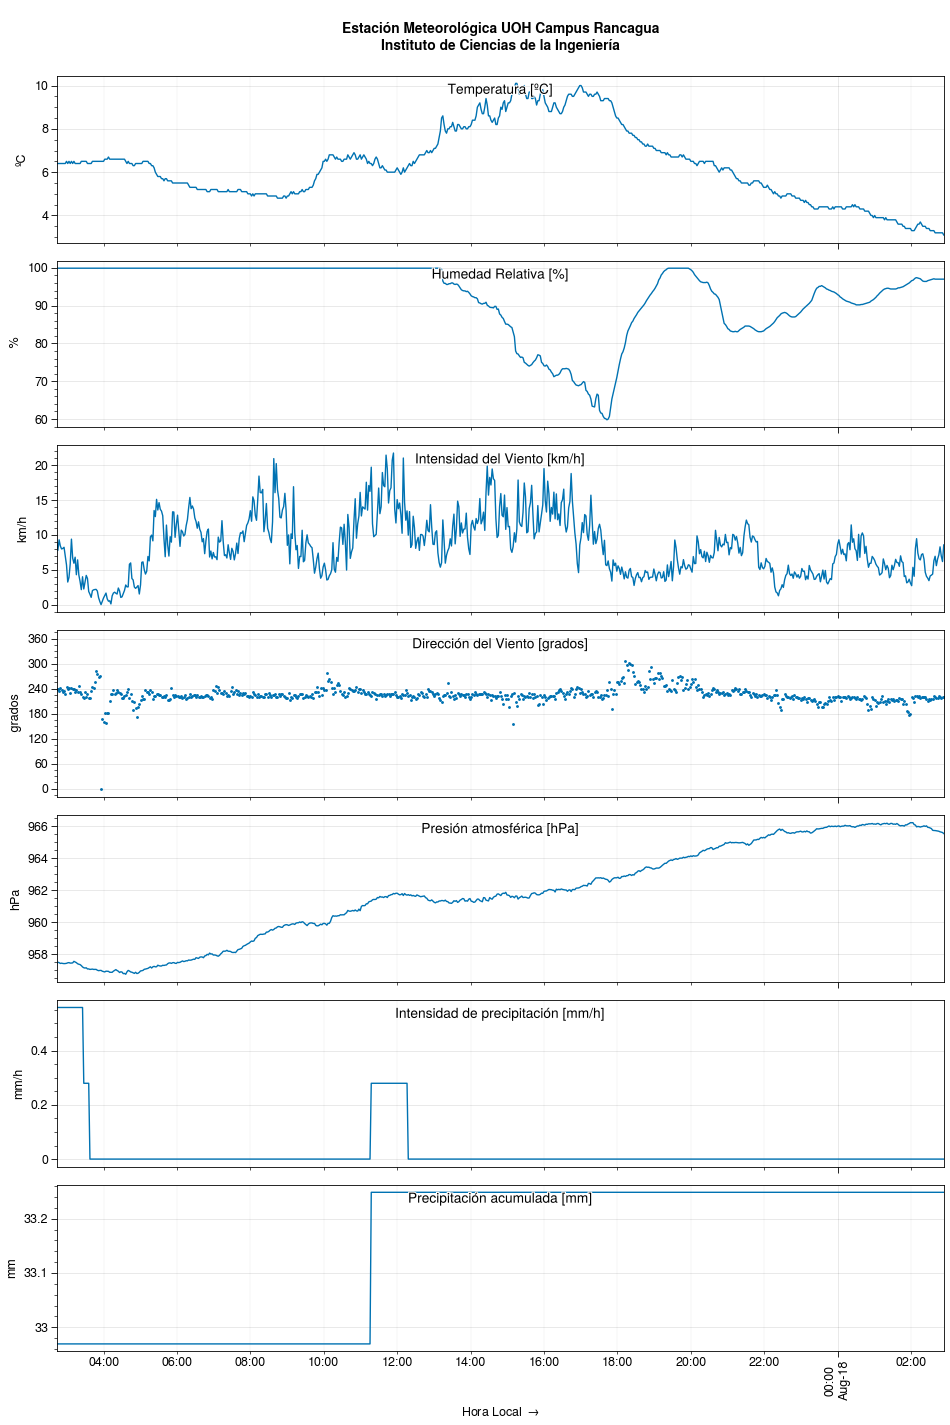 Estación Meteorológica UOH Campus Rancagua
Instituto de Ciencias de la Ingeniería
Temperatura [ºC]
ºC
10
8
6
4
Humedad Relativa [%]
%
100
90
80
70
60
Intensidad del Viento [km/h]
km/h
20
15
10
5
0
Dirección del Viento [grados]
grados
360
300
240
180
120
60
0
Presión atmosférica [hPa]
hPa
966
964
962
960
958
Intensidad de precipitación [mm/h]
mm/h
0.4
0.2
0
Precipitación acumulada [mm]
mm
33.2
33.1
33
04:00 06:00 08:00 10:00 12:00 14:00 16:00 18:00 20:00 22:00 00:00 02:00
Aug-18
Hora Local →